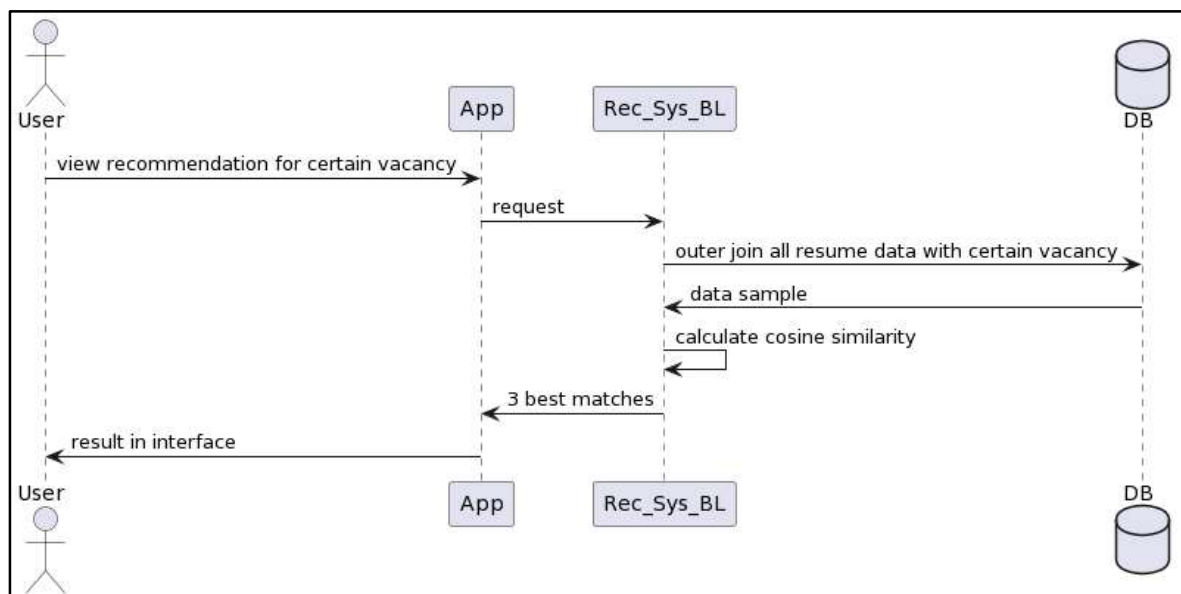 User
App
Rec_Sys_BL
DB
view recommendation for certain vacancy
request
outer join all resume data with certain vacancy
data sample
calculate cosine similarity
3 best matches
result in interface
User
App
Rec_Sys_BL
DB